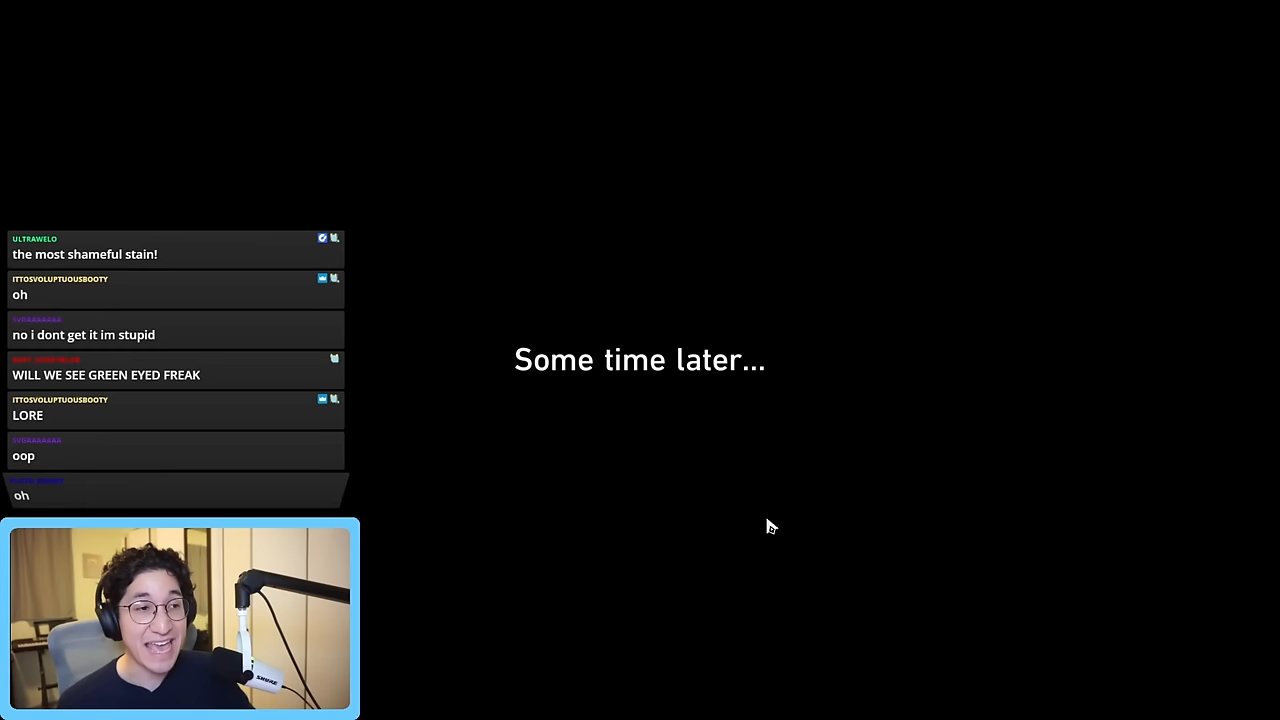 ULTRAWELO
the most shameful stain!
ITTOSVOLUPTUOUSBOOTY
oh
no i dont get it im stupid
WILL WE SEE GREEN EYED FREAK
ITTOSVOLUPTUOUSBOOTY
LORE
oop
oh
Some time later...
SHURE